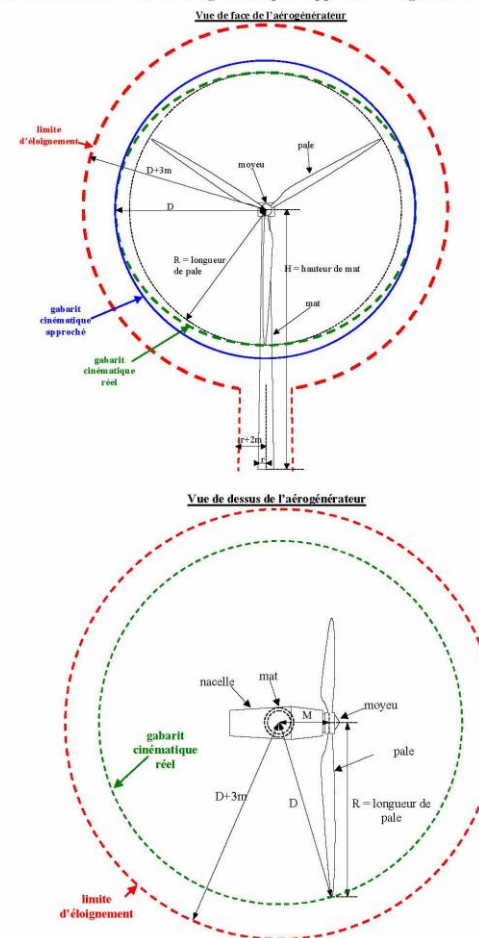 Vue de face de l'aérogénérateur
limite
d'éloignement
D+3m
moyeu
pale
D
R = longueur
de pale
H = hauteur de mat
mat
gabarit
cinématique
approché
gabarit
cinématique
réel
r+2m
r
Vue de dessus de l'aérogénérateur
nacelle
mat
M
moyeu
gabarit
cinématique
réel
pale
D+3m
D
R = longueur de
pale
limite
d'éloignement